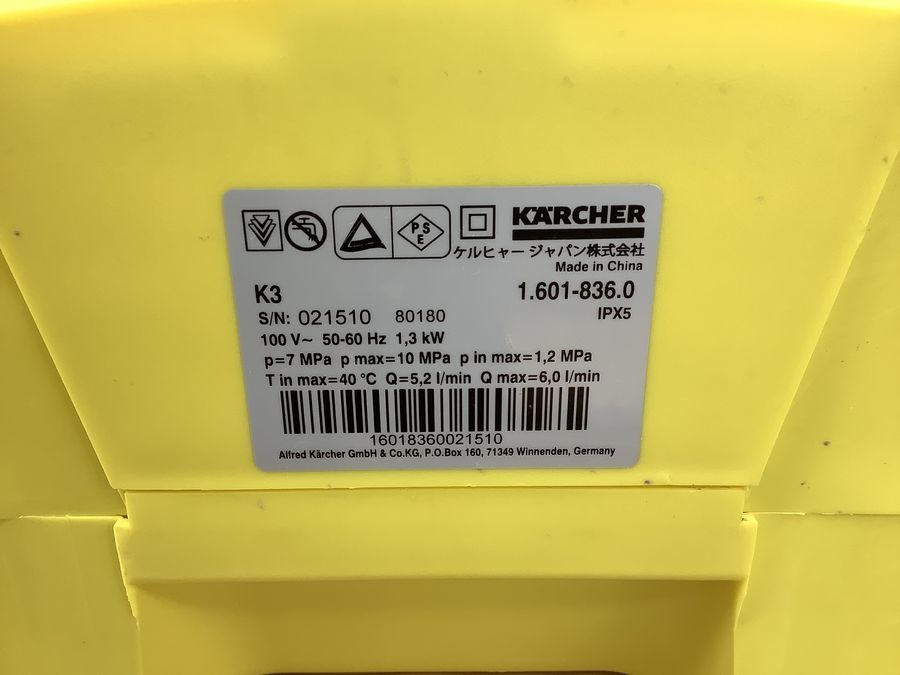 P S E
KÄRCHER
ケルヒャー ジャパン株式会社
Made in China
K3 1.601-836.0
S/N: 021510 80180 IPX5
100 V~ 50-60 Hz 1,3 kW
p=7 MPa p max=10 MPa p in max=1,2 MPa
T in max=40 °C Q=5,2 l/min Q max=6,0 l/min
16018360021510
Alfred Kärcher GmbH & Co.KG, P.O.Box 160, 71349 Winnenden, Germany